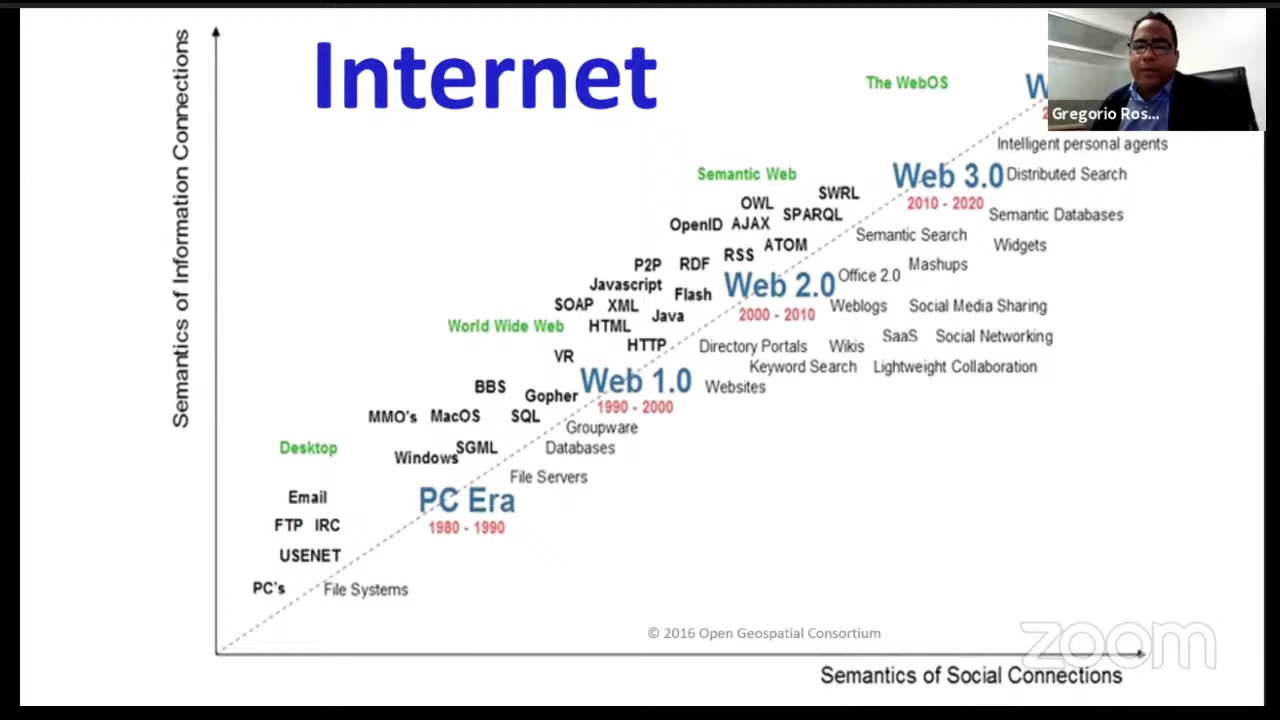 Internet
Semantics of Information Connections
The WebOS
W
2
Gregorio Ros...
Intelligent personal agents
Semantic Web
Web 3.0
Distributed Search
2010 - 2020
SWRL
OWL
SPARQL
Semantic Databases
OpenID
AJAX
Semantic Search
Widgets
ATOM
RSS
P2P
RDF
Mashups
Javascript
Web 2.0
Office 2.0
Flash
SOAP
XML
Weblogs
Social Media Sharing
Java
2000 - 2010
World Wide Web
HTML
SaaS
Social Networking
HTTP
Directory Portals
Wikis
VR
Keyword Search
Lightweight Collaboration
BBS
Web 1.0
Websites
Gopher
1990 - 2000
MMO's
MacOS
SQL
Groupware
Desktop
SGML
Databases
Windows
File Servers
Email
PC Era
FTP
IRC
1980 - 1990
USENET
PC's
File Systems
© 2016 Open Geospatial Consortium
zoom
Semantics of Social Connections